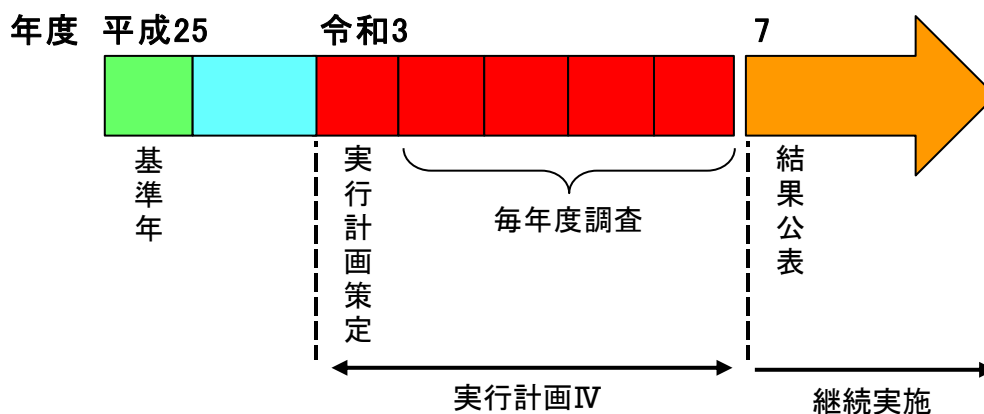 年度 平成25 令和3 7
基準年
実行計画策定
毎年度調査
結果公表
実行計画Ⅳ
継続実施